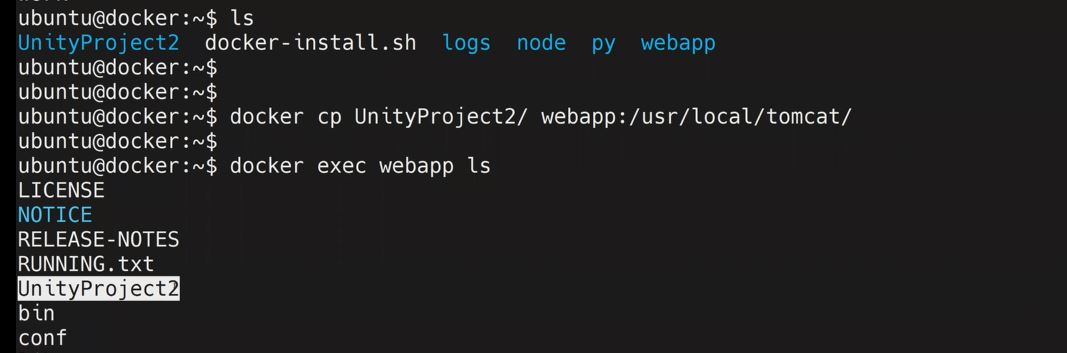 ubuntu@docker:~$ ls
UnityProject2  docker-install.sh  logs  node  py  webapp
ubuntu@docker:~$
ubuntu@docker:~$
ubuntu@docker:~$ docker cp UnityProject2/ webapp:/usr/local/tomcat/
ubuntu@docker:~$
ubuntu@docker:~$ docker exec webapp ls
LICENSE
NOTICE
RELEASE-NOTES
RUNNING.txt
UnityProject2
bin
conf